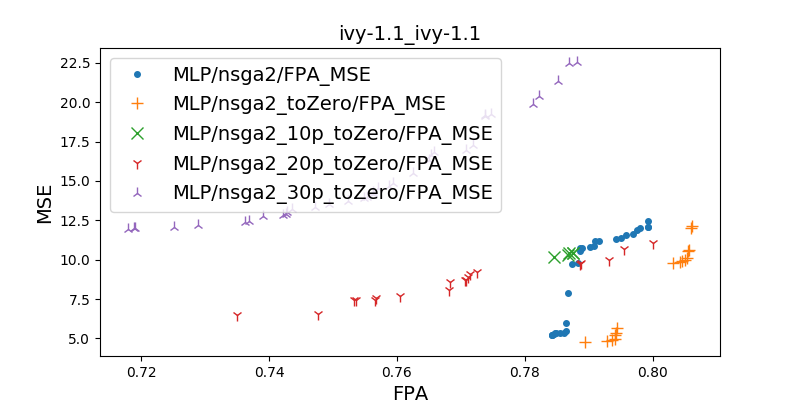 ivy-1.1_ivy-1.1
MLP/nsga2/FPA_MSE
MLP/nsga2_toZero/FPA_MSE
MLP/nsga2_10p_toZero/FPA_MSE
MLP/nsga2_20p_toZero/FPA_MSE
MLP/nsga2_30p_toZero/FPA_MSE
MSE
22.5
20.0
17.5
15.0
12.5
10.0
7.5
5.0
0.72 0.74 0.76 0.78 0.80
FPA